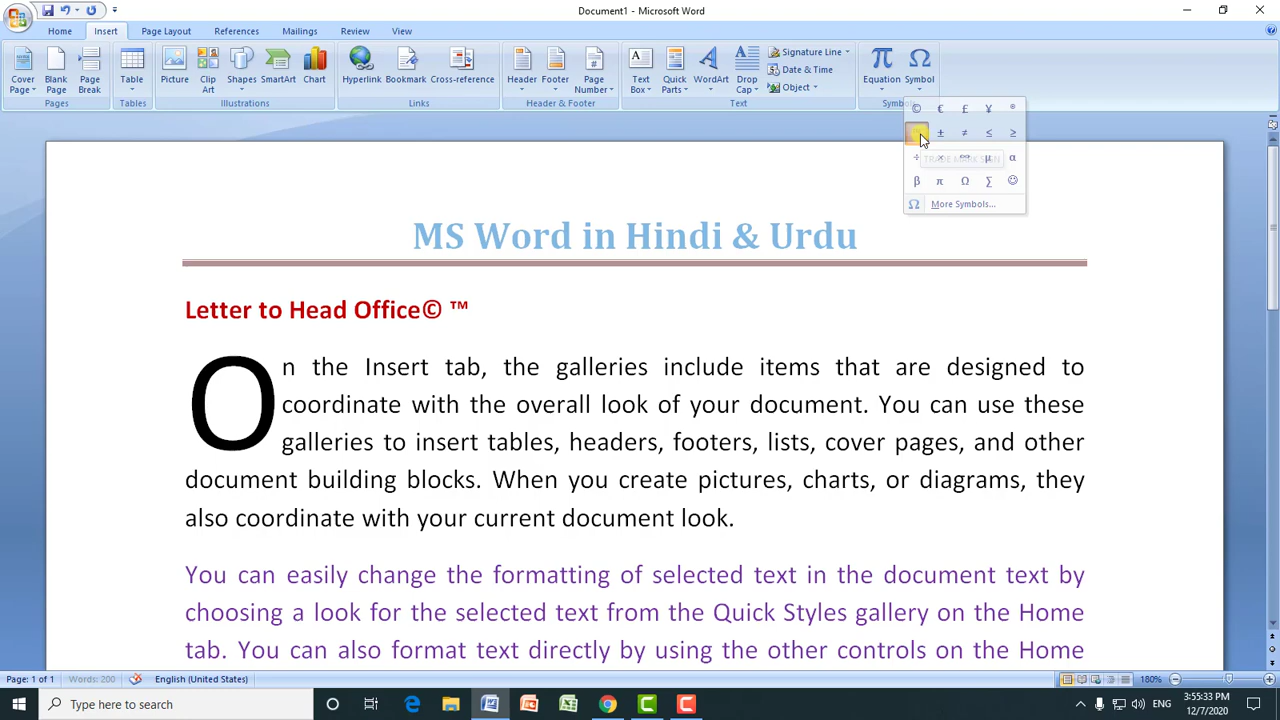 Document1 - Microsoft Word
Home Insert Page Layout References Mailings Review View
Cover Page Blank Page Page Break Table Picture Clip Art Shapes SmartArt Chart Hyperlink Bookmark Cross-reference Header Footer Page Number Text Box Quick Parts WordArt Drop Cap Signature Line Date & Time Object Equation Symbol
Pages Tables Illustrations Links Header & Footer Text
© € £ ¥ ®
± ≠ ≤ ≥
÷ × ∞ µ α
TRADE MARK SIGN
β π Ω ∑ ☺
Ω More Symbols...
MS Word in Hindi & Urdu
Letter to Head Office© ™
On the Insert tab, the galleries include items that are designed to
coordinate with the overall look of your document. You can use these
galleries to insert tables, headers, footers, lists, cover pages, and other
document building blocks. When you create pictures, charts, or diagrams, they
also coordinate with your current document look.
You can easily change the formatting of selected text in the document text by
choosing a look for the selected text from the Quick Styles gallery on the Home
tab. You can also format text directly by using the other controls on the Home
Page: 1 of 1 Words: 200 English (United States) 180%
Type here to search ENG 3:55:33 PM
12/7/2020